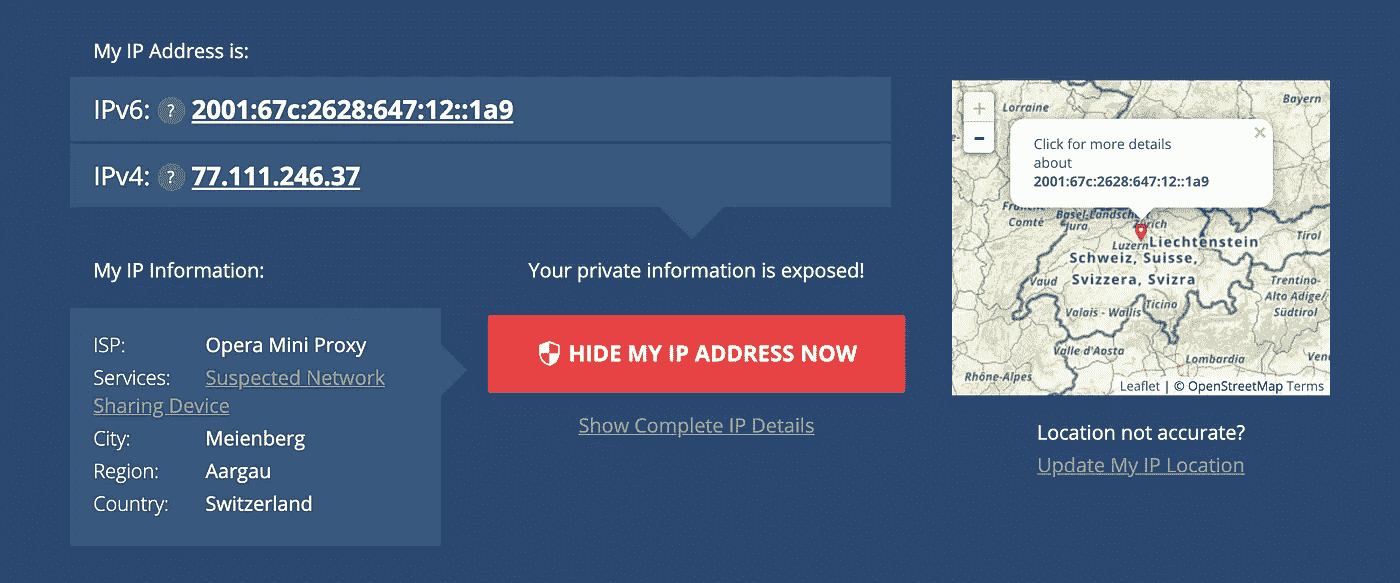 My IP Address is:
IPv6: ? 2001:67c:2628:647:12::1a9
IPv4: ? 77.111.246.37
My IP Information:
ISP: Opera Mini Proxy
Services: Suspected Network
Sharing Device
City: Meienberg
Region: Aargau
Country: Switzerland
Your private information is exposed!
HIDE MY IP ADDRESS NOW
Show Complete IP Details
+
−
Lorraine
Bayern
Click for more details
about
2001:67c:2628:647:12::1a9
×
Comté
Jura
Luzern
Liechtenstein
Tirol
Schweiz, Suisse,
Svizzera, Svizra
Vaud
Ticino
Valais - Wallis
Trentino-
Alto Adige/
Südtirol
Valle d'Aosta
Lombardia
Rhône-Alpes
Leaflet | © OpenStreetMap Terms
Location not accurate?
Update My IP Location